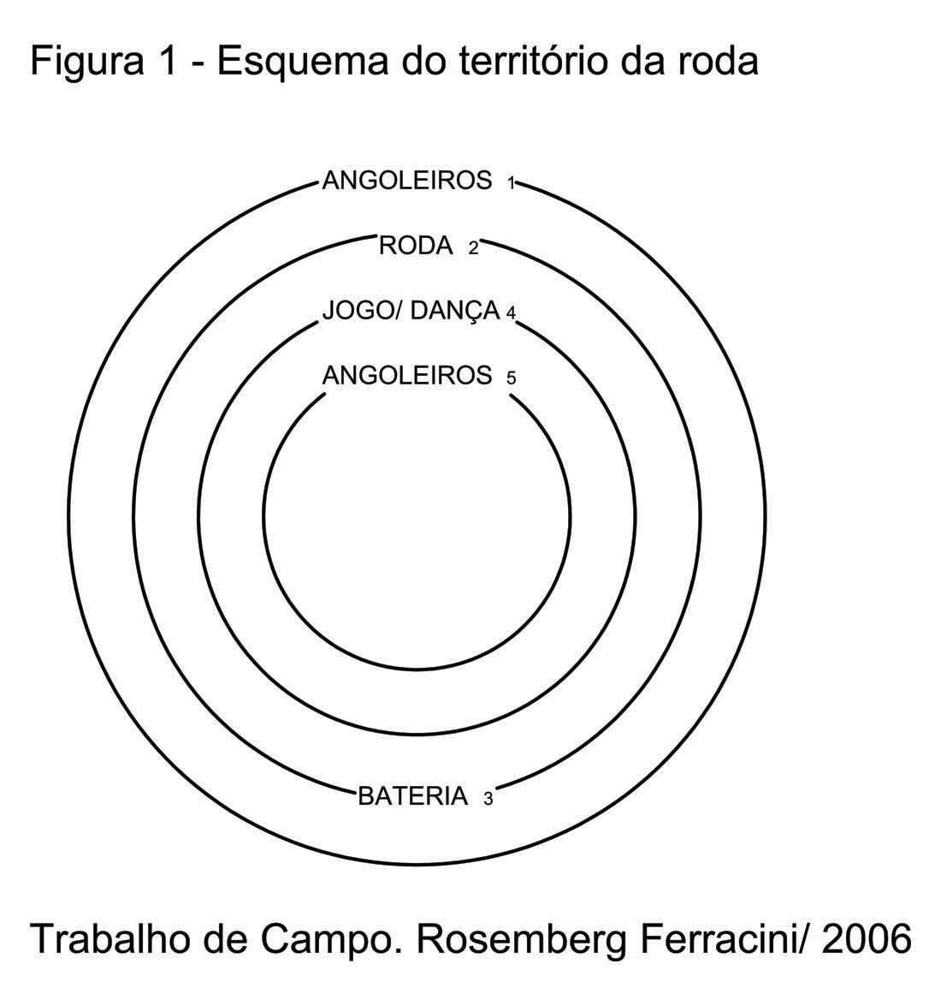 Figura 1 - Esquema do território da roda
ANGOLEIROS 1
RODA 2
JOGO/ DANÇA 4
ANGOLEIROS 5
BATERIA 3
Trabalho de Campo. Rosemberg Ferracini/ 2006